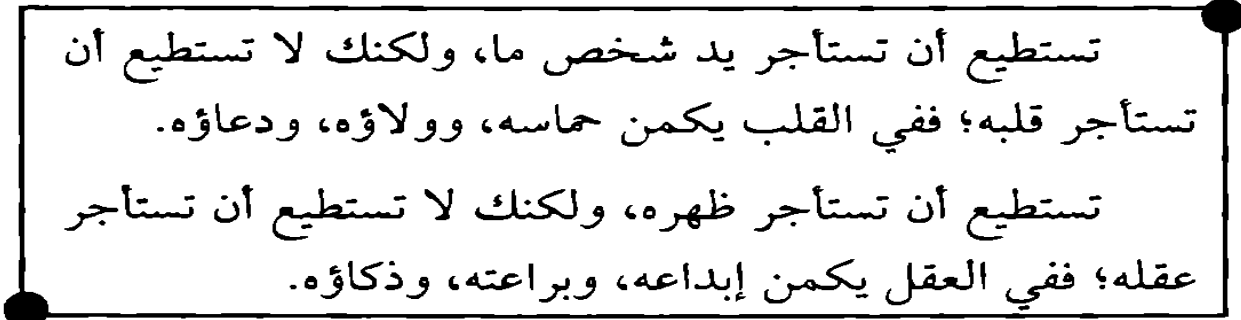 تستطيع أن تستأجر يد شخص ما، ولكنك لا تستطيع أن
تستأجر قلبه؛ ففي القلب يكمن حماسه، وولاؤه، ودعاؤه.
تستطيع أن تستأجر ظهره، ولكنك لا تستطيع أن تستأجر
عقله؛ ففي العقل يكمن إبداعه، وبراعته، وذكاؤه.